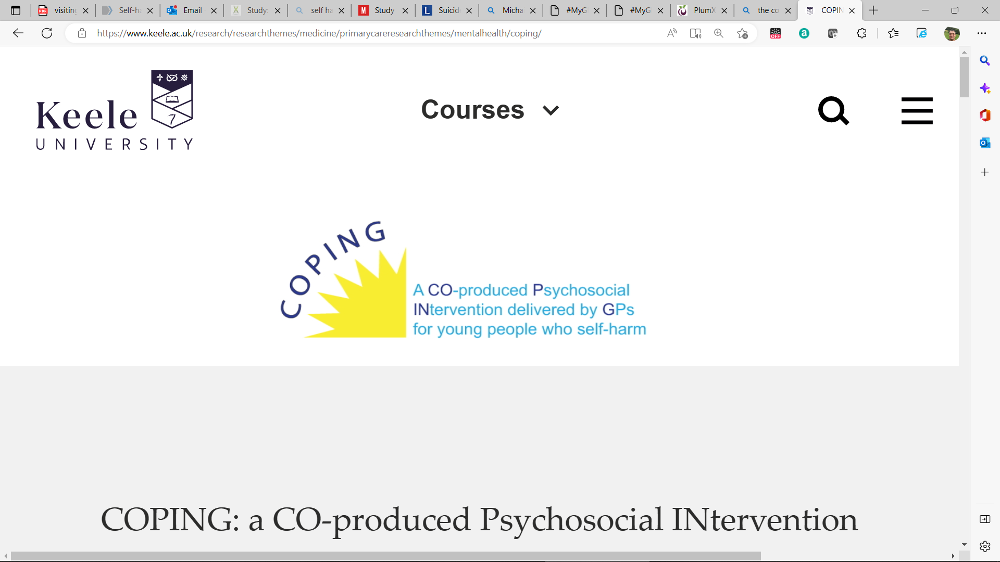 visiting
Self-ha
Email
Study:
self ha
Study
Suicid
Micha
#MyG
#MyG
PlumX
the co
COPIN
https://www.keele.ac.uk/research/researchthemes/medicine/primarycareresearchthemes/mentalhealth/coping/
Keele
UNIVERSITY
Courses
COPING
A CO-produced Psychosocial
INtervention delivered by GPs
for young people who self-harm
COPING: a CO-produced Psychosocial INtervention